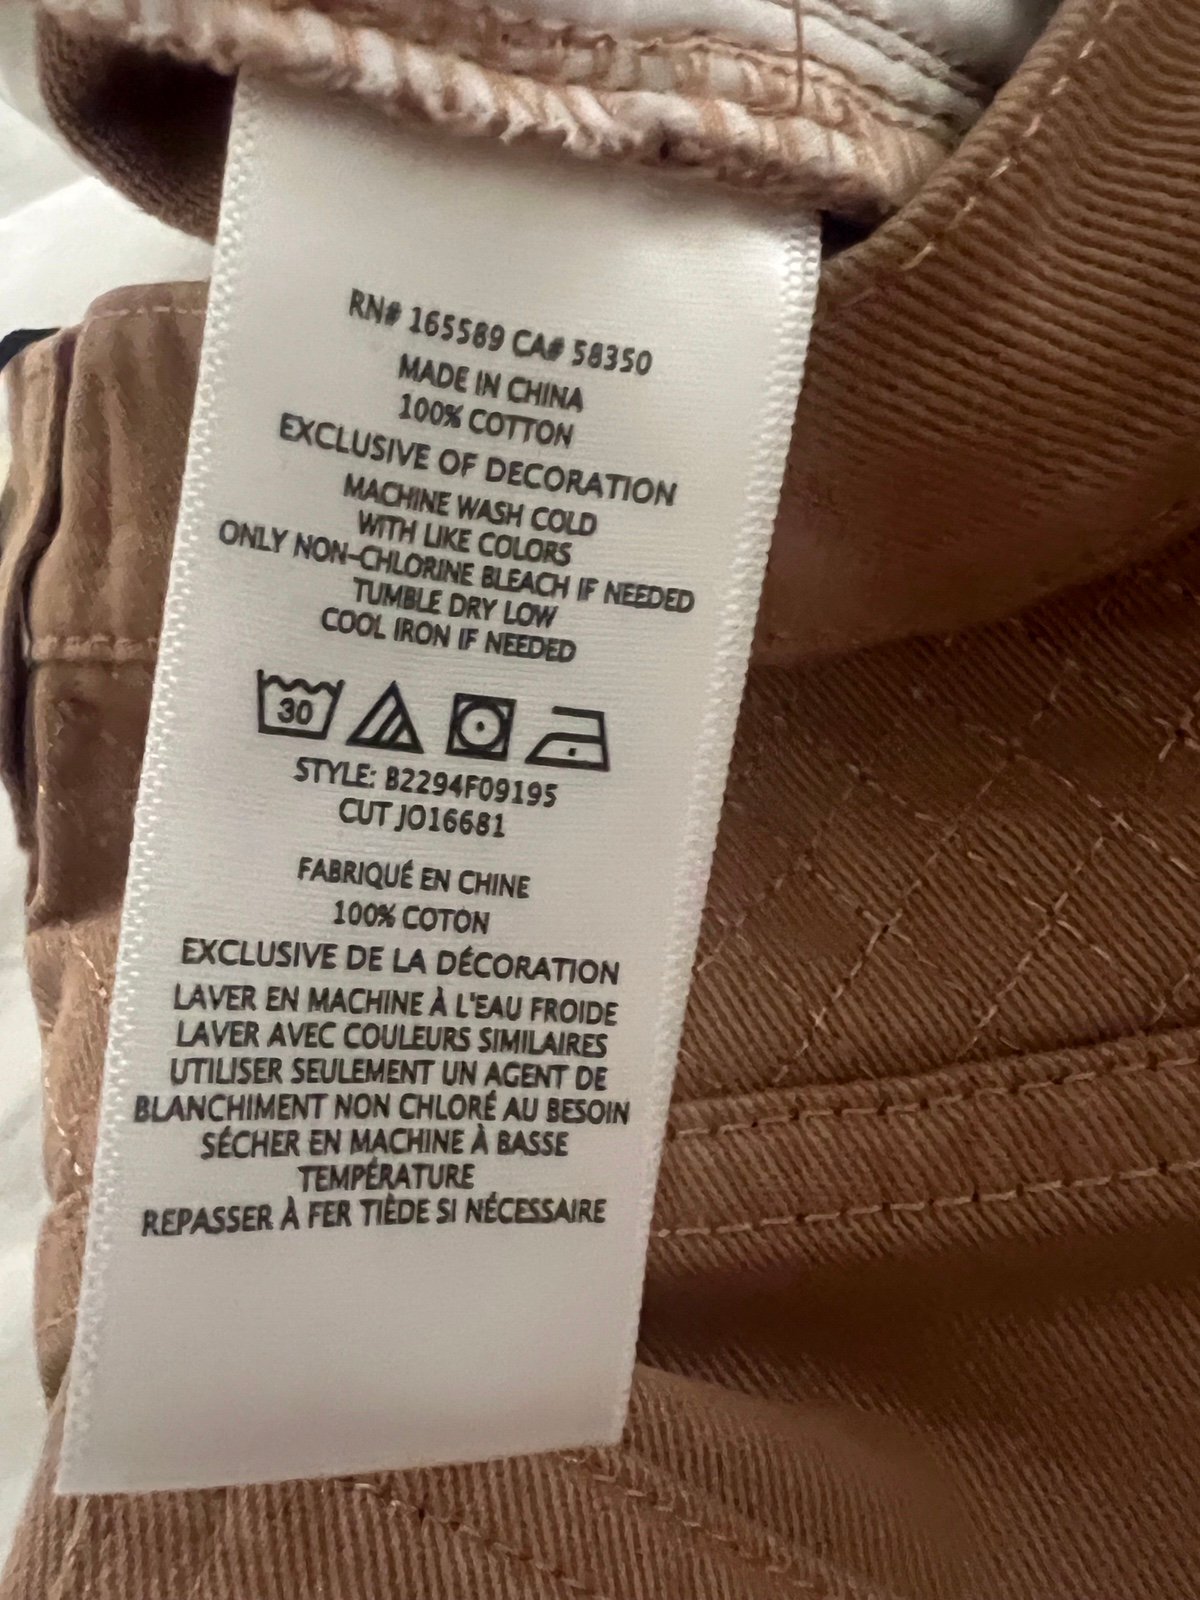 RN# 165589 CA# 58350
MADE IN CHINA
100% COTTON
EXCLUSIVE OF DECORATION
MACHINE WASH COLD
WITH LIKE COLORS
ONLY NON-CHLORINE BLEACH IF NEEDED
TUMBLE DRY LOW
COOL IRON IF NEEDED
30
STYLE: B2294F09195
CUT JO16681
FABRIQUÉ EN CHINE
100% COTON
EXCLUSIVE DE LA DÉCORATION
LAVER EN MACHINE À L'EAU FROIDE
LAVER AVEC COULEURS SIMILAIRES
UTILISER SEULEMENT UN AGENT DE
BLANCHIMENT NON CHLORÉ AU BESOIN
SÉCHER EN MACHINE À BASSE
TEMPÉRATURE
REPASSER À FER TIÈDE SI NÉCESSAIRE